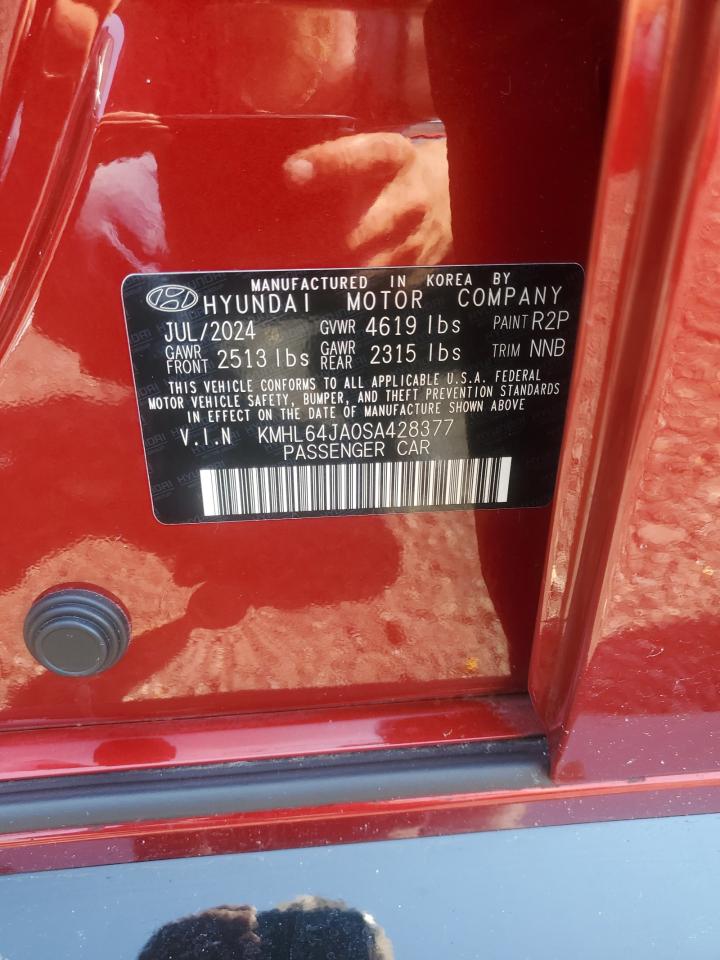 MANUFACTURED IN KOREA BY
HYUNDAI MOTOR COMPANY
JUL/2024 GVWR 4619 lbs PAINT R2P
GAWR FRONT 2513 lbs GAWR REAR 2315 lbs TRIM NNB
THIS VEHICLE CONFORMS TO ALL APPLICABLE U.S.A. FEDERAL
MOTOR VEHICLE SAFETY, BUMPER, AND THEFT PREVENTION STANDARDS
IN EFFECT ON THE DATE OF MANUFACTURE SHOWN ABOVE
V.I.N KMHL64JA0SA428377
PASSENGER CAR